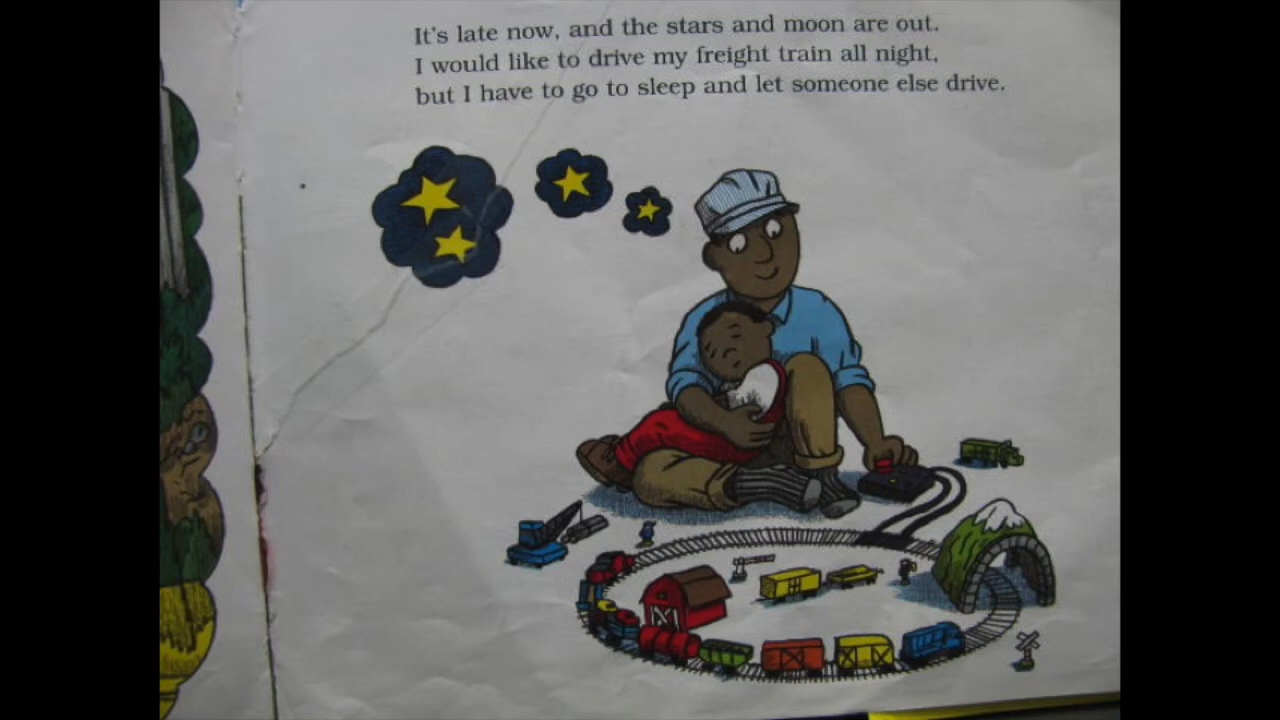 It's late now, and the stars and moon are out.
I would like to drive my freight train all night,
but I have to go to sleep and let someone else drive.